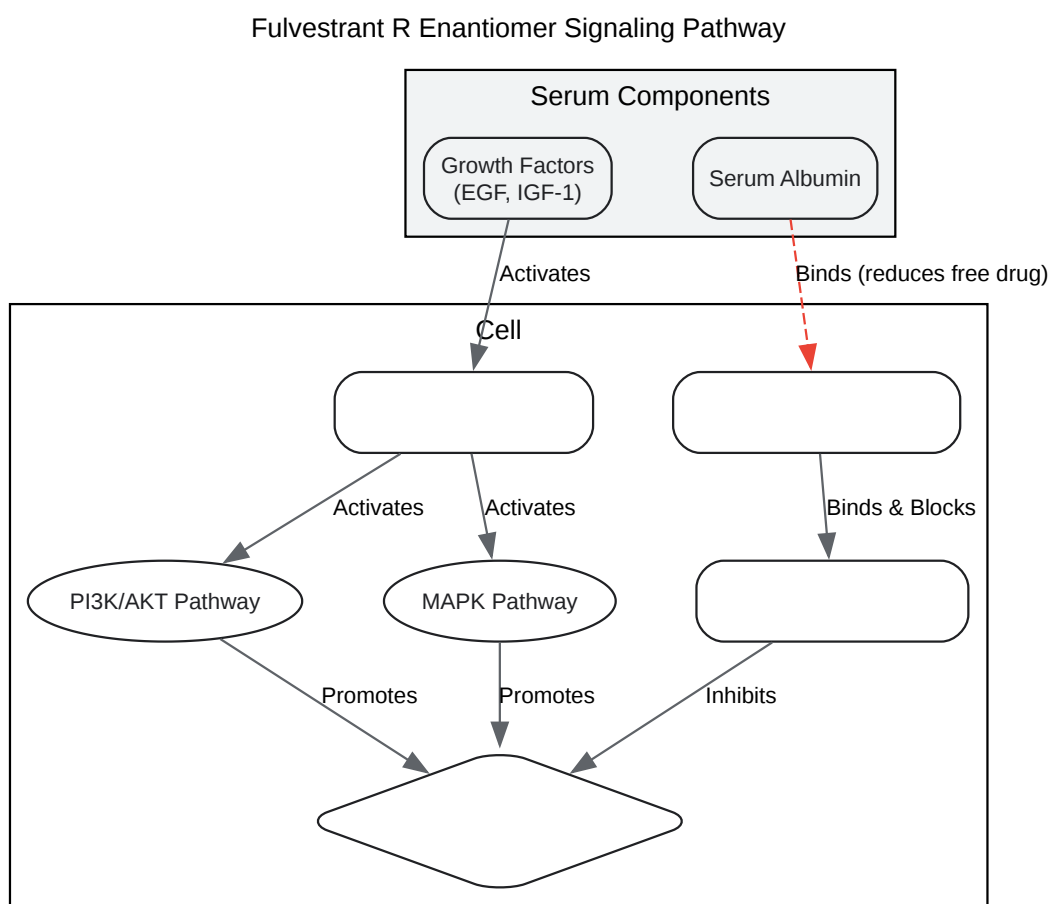 Fulvestrant R Enantiomer Signaling Pathway
Serum Components
Growth Factors
(EGF, IGF-1)
Serum Albumin
Activates
Binds (reduces free drug)
Cell
Activates
Activates
Binds & Blocks
PI3K/AKT Pathway
MAPK Pathway
Promotes
Promotes
Inhibits